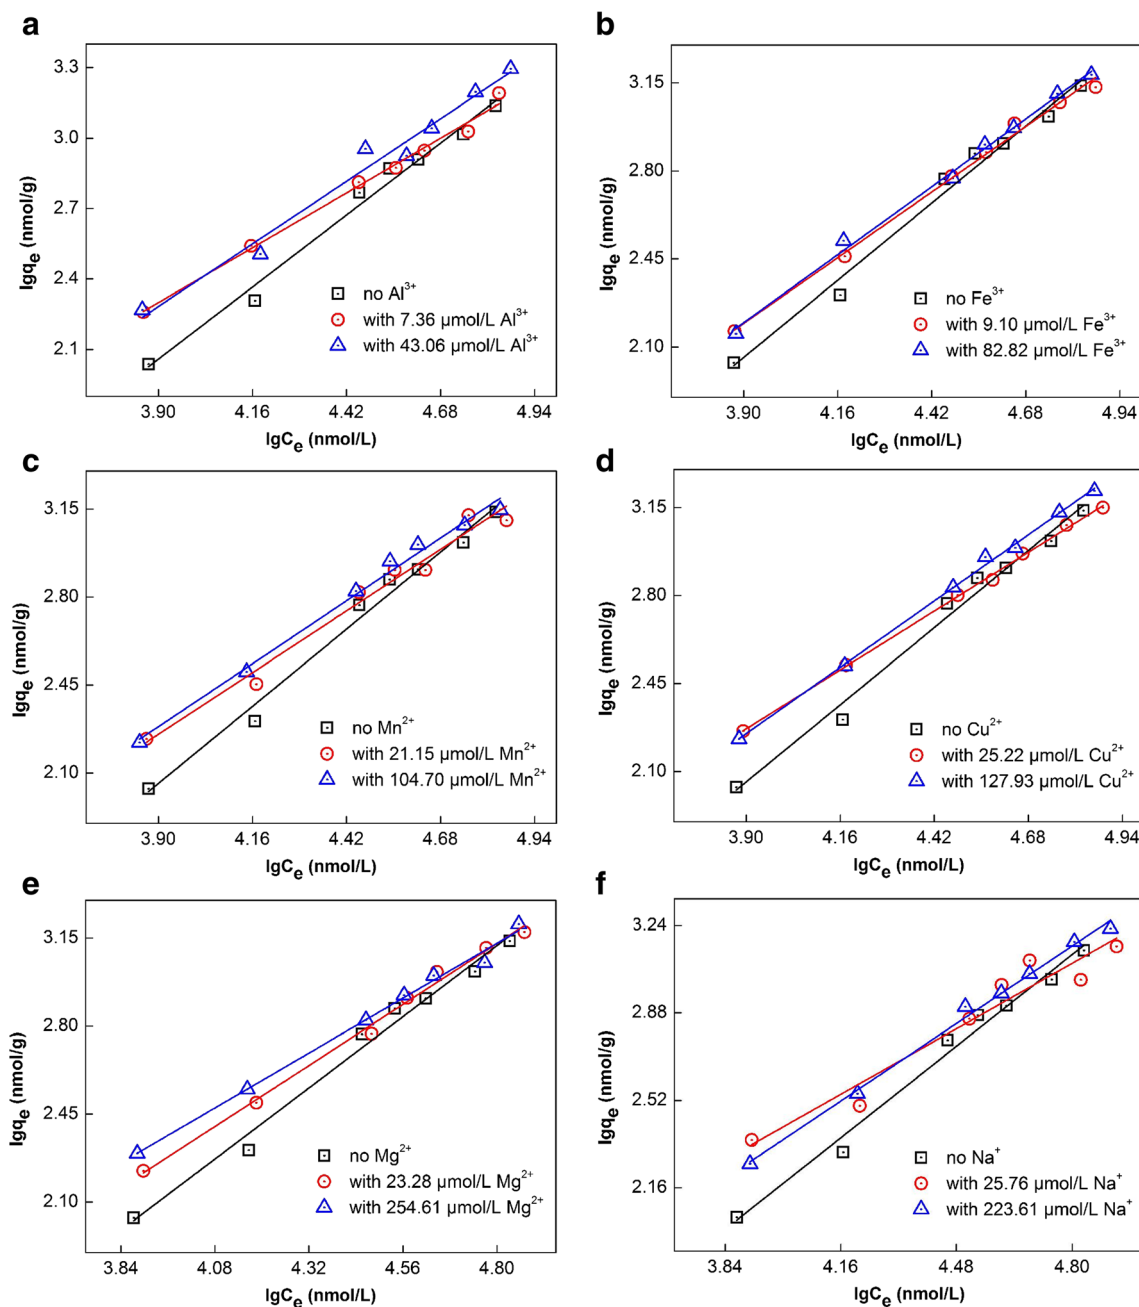 a
lgqe (nmol/g)
3.3
3.0
2.7
2.4
2.1
no Al³⁺
with 7.36 µmol/L Al³⁺
with 43.06 µmol/L Al³⁺
3.90 4.16 4.42 4.68 4.94
lgCe (nmol/L)
b
lgqe (nmol/g)
3.15
2.80
2.45
2.10
no Fe³⁺
with 9.10 µmol/L Fe³⁺
with 82.82 µmol/L Fe³⁺
3.90 4.16 4.42 4.68 4.94
lgCe (nmol/L)
c
lgqe (nmol/g)
3.15
2.80
2.45
2.10
no Mn²⁺
with 21.15 µmol/L Mn²⁺
with 104.70 µmol/L Mn²⁺
3.90 4.16 4.42 4.68 4.94
lgCe (nmol/L)
d
lgqe (nmol/g)
3.15
2.80
2.45
2.10
no Cu²⁺
with 25.22 µmol/L Cu²⁺
with 127.93 µmol/L Cu²⁺
3.90 4.16 4.42 4.68 4.94
lgCe (nmol/L)
e
lgqe (nmol/g)
3.15
2.80
2.45
2.10
no Mg²⁺
with 23.28 µmol/L Mg²⁺
with 254.61 µmol/L Mg²⁺
3.84 4.08 4.32 4.56 4.80
lgCe (nmol/L)
f
lgqe (nmol/g)
3.24
2.88
2.52
2.16
no Na⁺
with 25.76 µmol/L Na⁺
with 223.61 µmol/L Na⁺
3.84 4.16 4.48 4.80
lgCe (nmol/L)